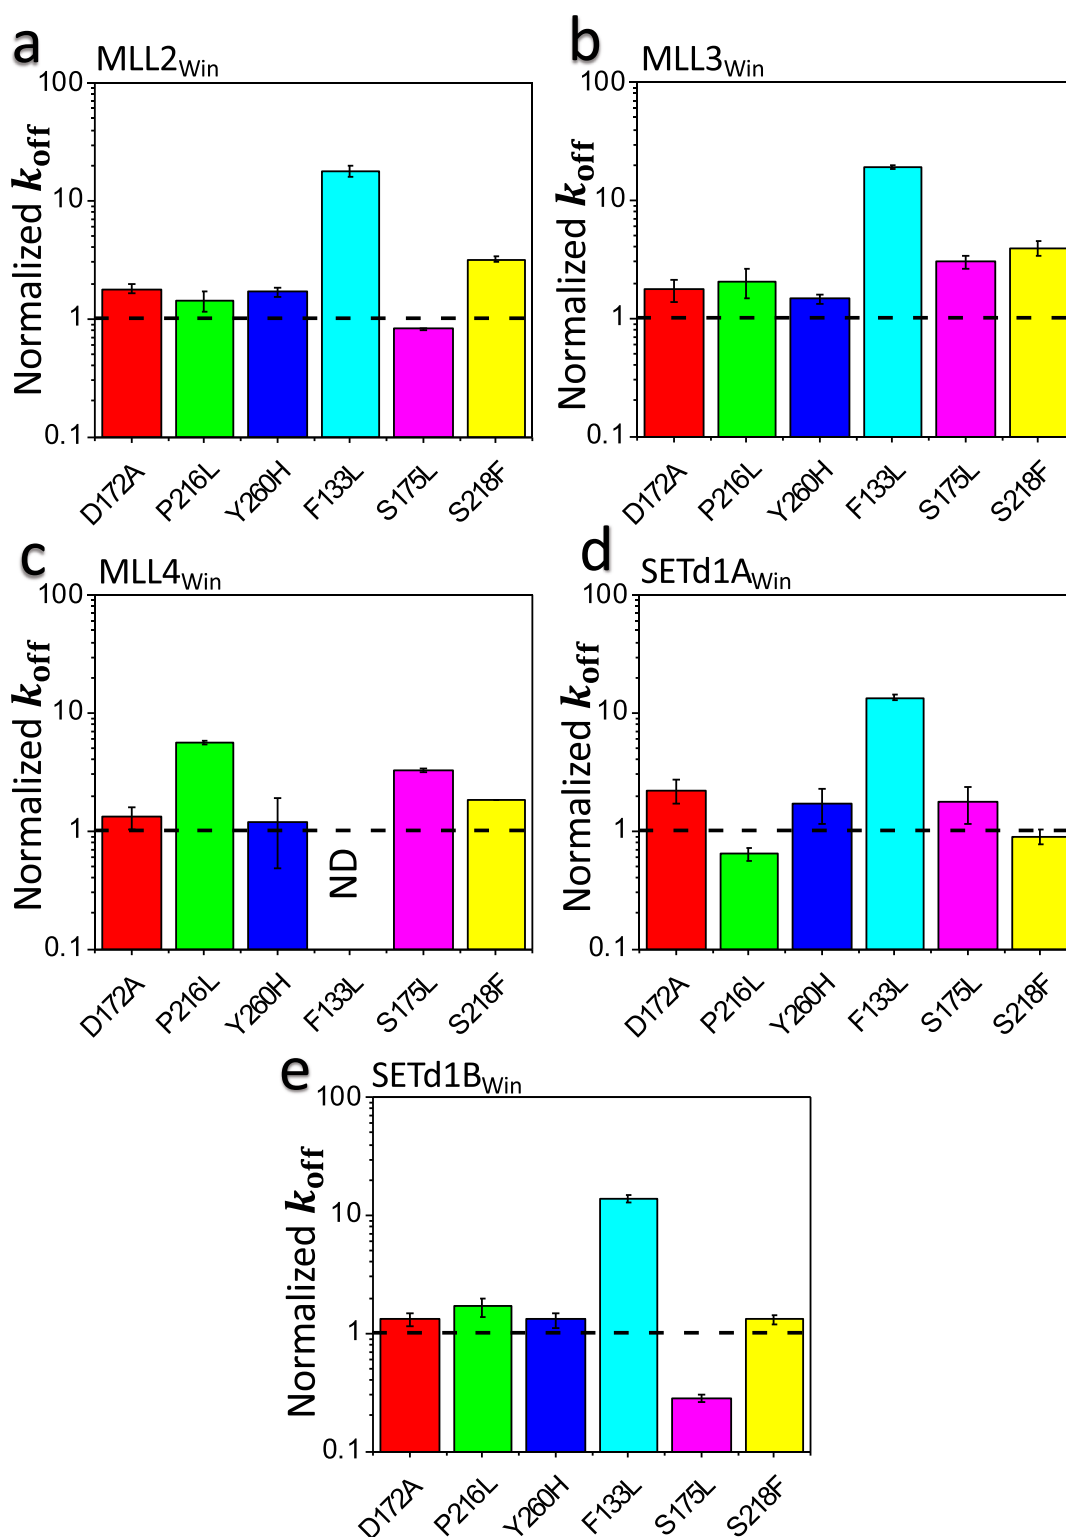 a
MLL2Win
Normalized koff
100
10
1
0.1
D172A
P216L
Y260H
F133L
S175L
S218F
b
MLL3Win
Normalized koff
100
10
1
0.1
D172A
P216L
Y260H
F133L
S175L
S218F
c
MLL4Win
Normalized koff
100
10
1
0.1
ND
D172A
P216L
Y260H
F133L
S175L
S218F
d
SETd1AWin
Normalized koff
100
10
1
0.1
D172A
P216L
Y260H
F133L
S175L
S218F
e
SETd1BWin
Normalized koff
100
10
1
0.1
D172A
P216L
Y260H
F133L
S175L
S218F